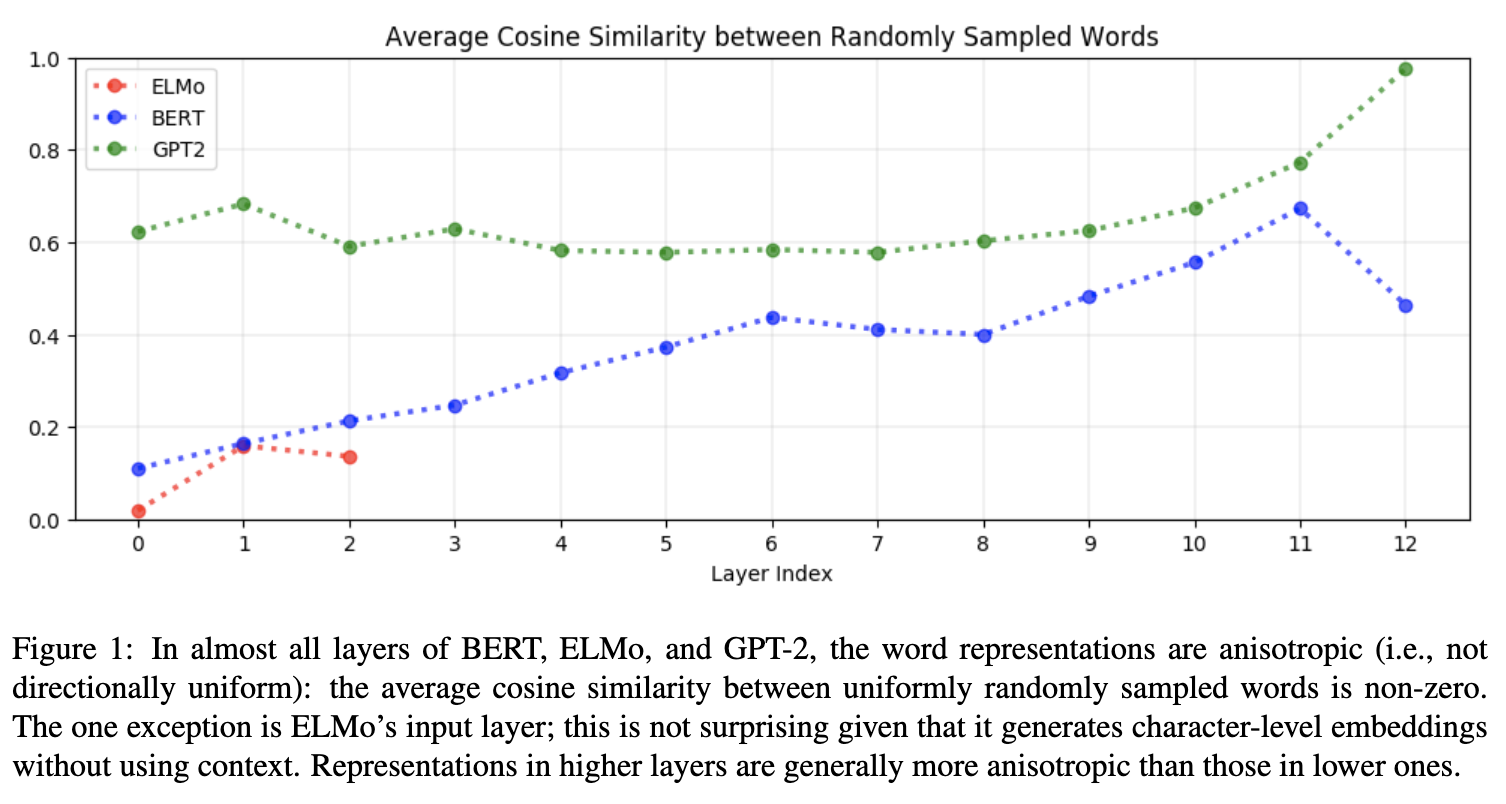 Average Cosine Similarity between Randomly Sampled Words
1.0
0.8
0.6
0.4
0.2
0.0
ELMo
BERT
GPT2
0 1 2 3 4 5 6 7 8 9 10 11 12
Layer Index
Figure 1: In almost all layers of BERT, ELMo, and GPT-2, the word representations are anisotropic (i.e., not
directionally uniform): the average cosine similarity between uniformly randomly sampled words is non-zero.
The one exception is ELMo’s input layer; this is not surprising given that it generates character-level embeddings
without using context. Representations in higher layers are generally more anisotropic than those in lower ones.